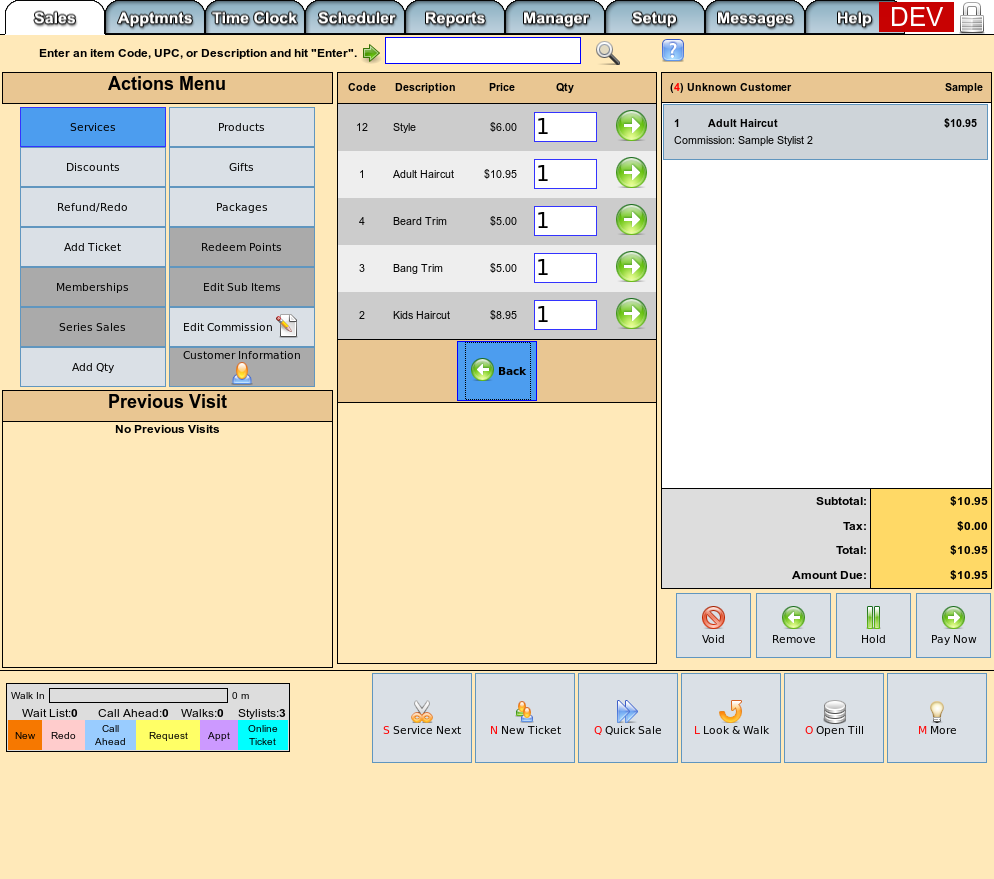 Sales Apptmnts Time Clock Scheduler Reports Manager Setup Messages Help DEV
Enter an item Code, UPC, or Description and hit "Enter". ?
Actions Menu
Services Products
Discounts Gifts
Refund/Redo Packages
Add Ticket Redeem Points
Memberships Edit Sub Items
Series Sales Edit Commission
Add Qty Customer Information
Previous Visit
No Previous Visits
Code Description Price Qty
12 Style $6.00 1
1 Adult Haircut $10.95 1
4 Beard Trim $5.00 1
3 Bang Trim $5.00 1
2 Kids Haircut $8.95 1
Back
(4) Unknown Customer Sample
1 Adult Haircut $10.95
Commission: Sample Stylist 2
Subtotal: $10.95
Tax: $0.00
Total: $10.95
Amount Due: $10.95
Void Remove Hold Pay Now
Walk In 0 m
Wait List:0 Call Ahead:0 Walks:0 Stylists:3
New Redo Call Ahead Request Appt Online Ticket
S Service Next N New Ticket Q Quick Sale L Look & Walk O Open Till M More